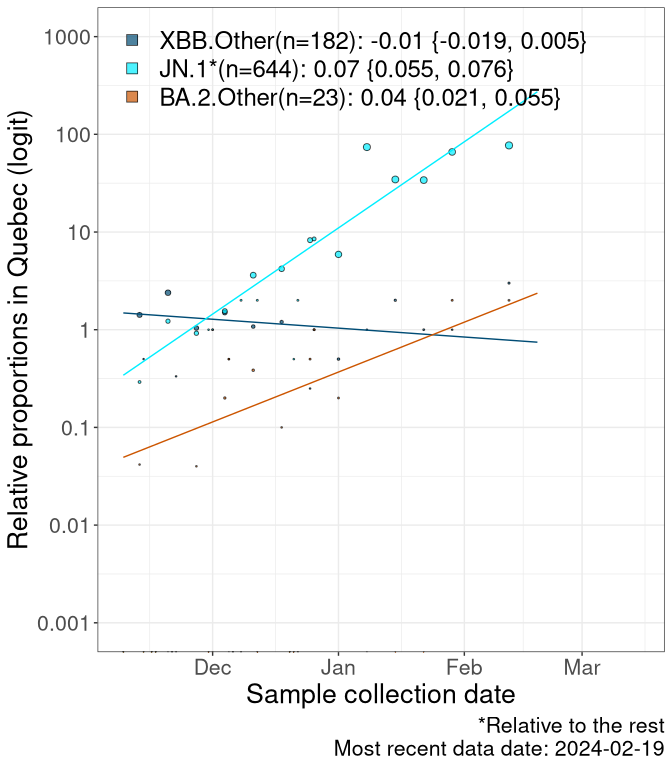 Relative proportions in Quebec (logit)
1000
100
10
1
0.1
0.01
0.001
XBB.Other(n=182): -0.01 {-0.019, 0.005}
JN.1*(n=644): 0.07 {0.055, 0.076}
BA.2.Other(n=23): 0.04 {0.021, 0.055}
Dec Jan Feb Mar
Sample collection date
*Relative to the rest
Most recent data date: 2024-02-19